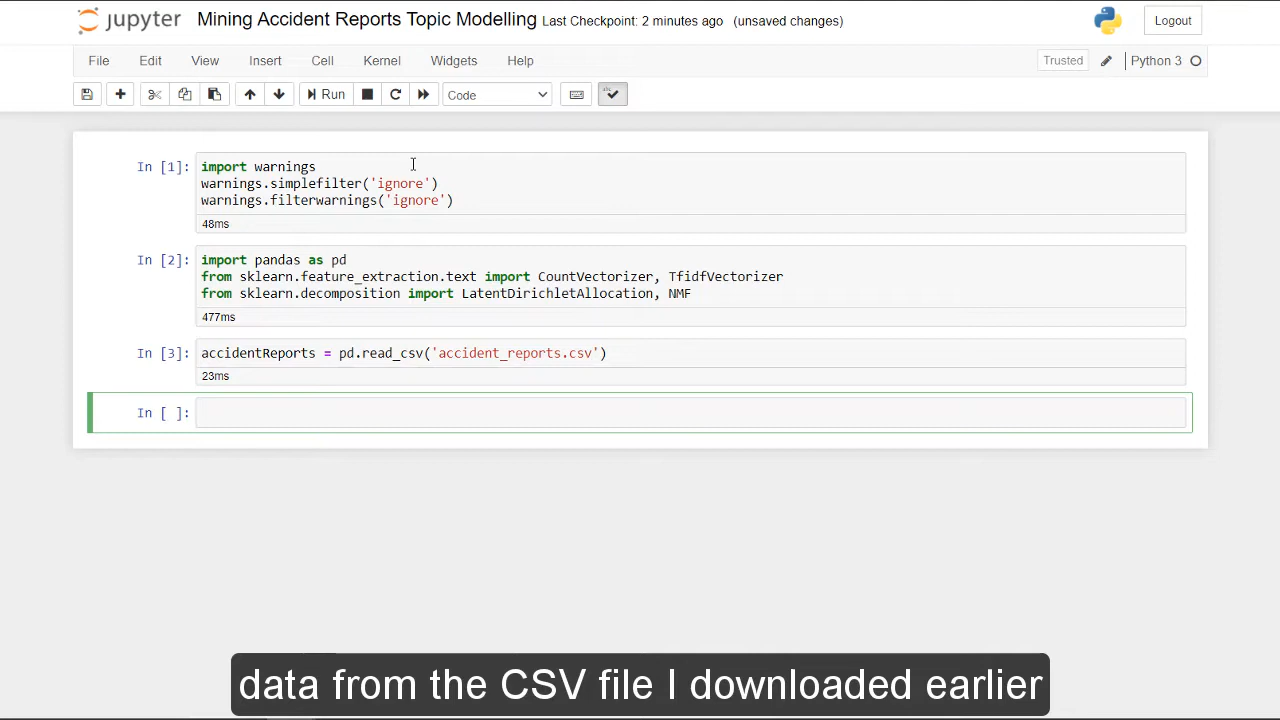 jupyter Mining Accident Reports Topic Modelling Last Checkpoint: 2 minutes ago (unsaved changes) Logout
File Edit View Insert Cell Kernel Widgets Help Trusted Python 3
Run Code
In [1]: import warnings
warnings.simplefilter('ignore')
warnings.filterwarnings('ignore')
48ms
In [2]: import pandas as pd
from sklearn.feature_extraction.text import CountVectorizer, TfidfVectorizer
from sklearn.decomposition import LatentDirichletAllocation, NMF
477ms
In [3]: accidentReports = pd.read_csv('accident_reports.csv')
23ms
In [ ]:
data from the CSV file I downloaded earlier